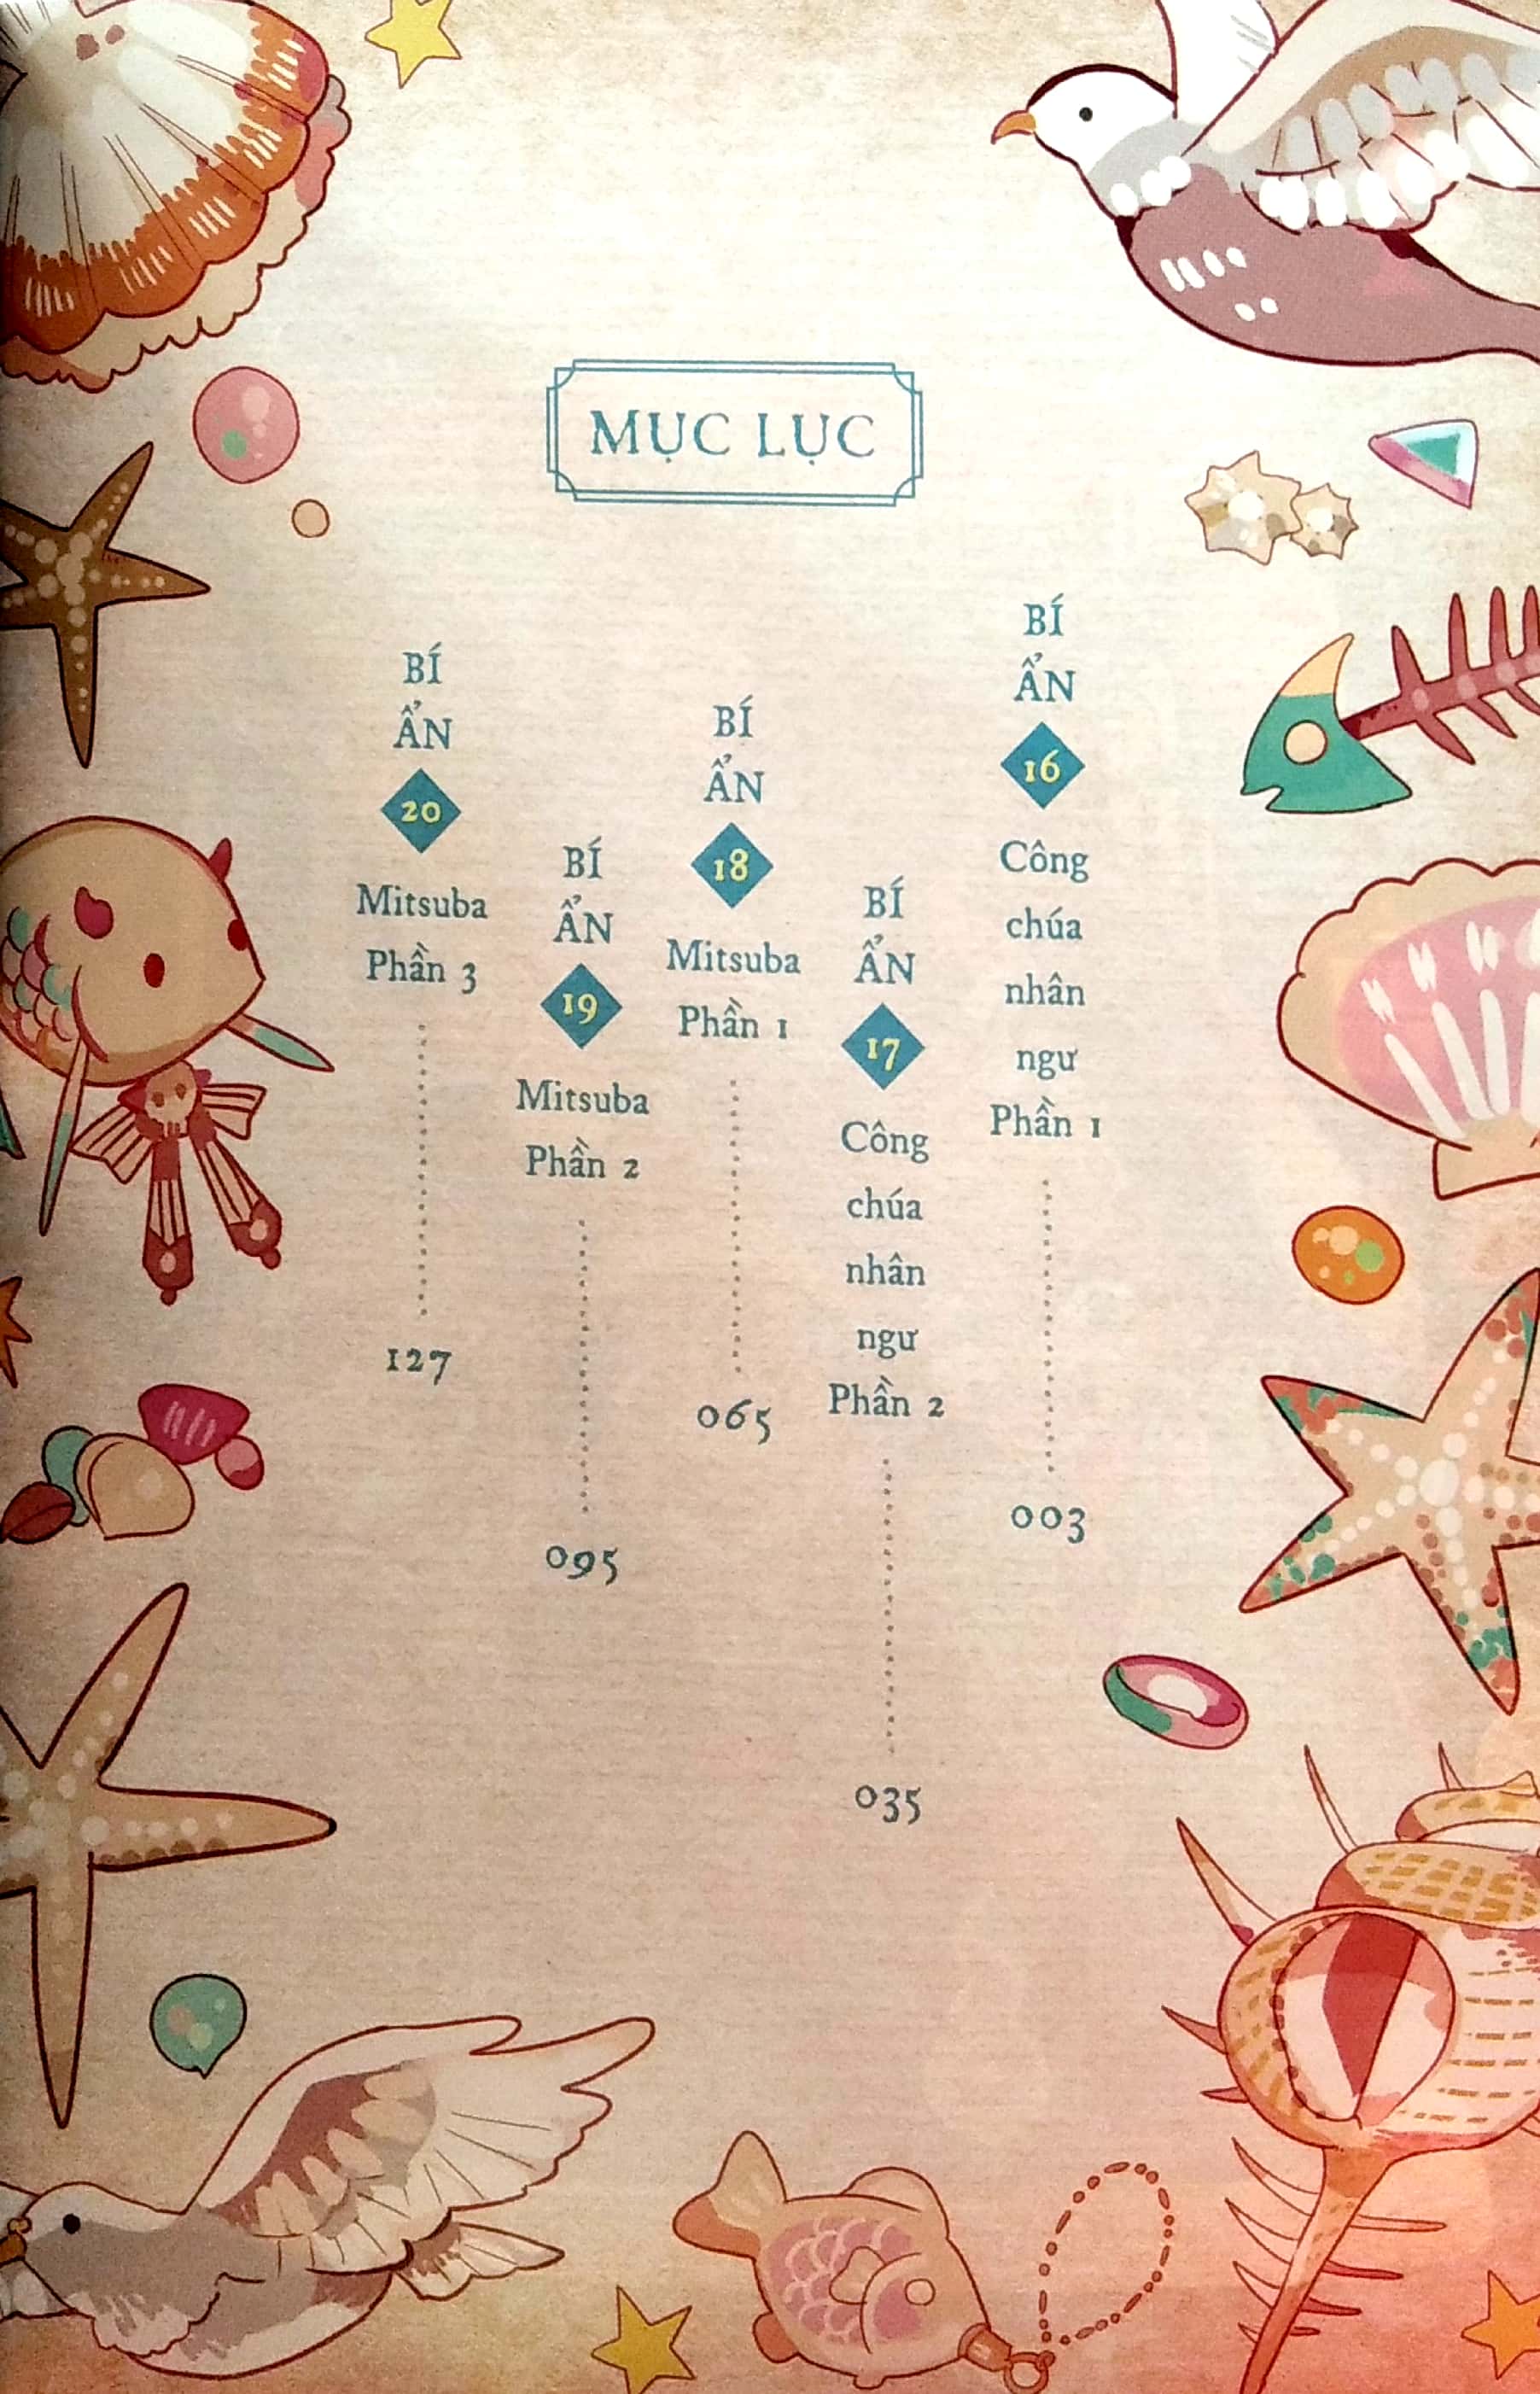 MỤC LỤC
BÍ
ẨN
16
Công
chúa
nhân
ngư
Phần 1
003
BÍ
ẨN
17
Công
chúa
nhân
ngư
Phần 2
035
BÍ
ẨN
18
Mitsuba
Phần 1
065
BÍ
ẨN
19
Mitsuba
Phần 2
095
BÍ
ẨN
20
Mitsuba
Phần 3
127